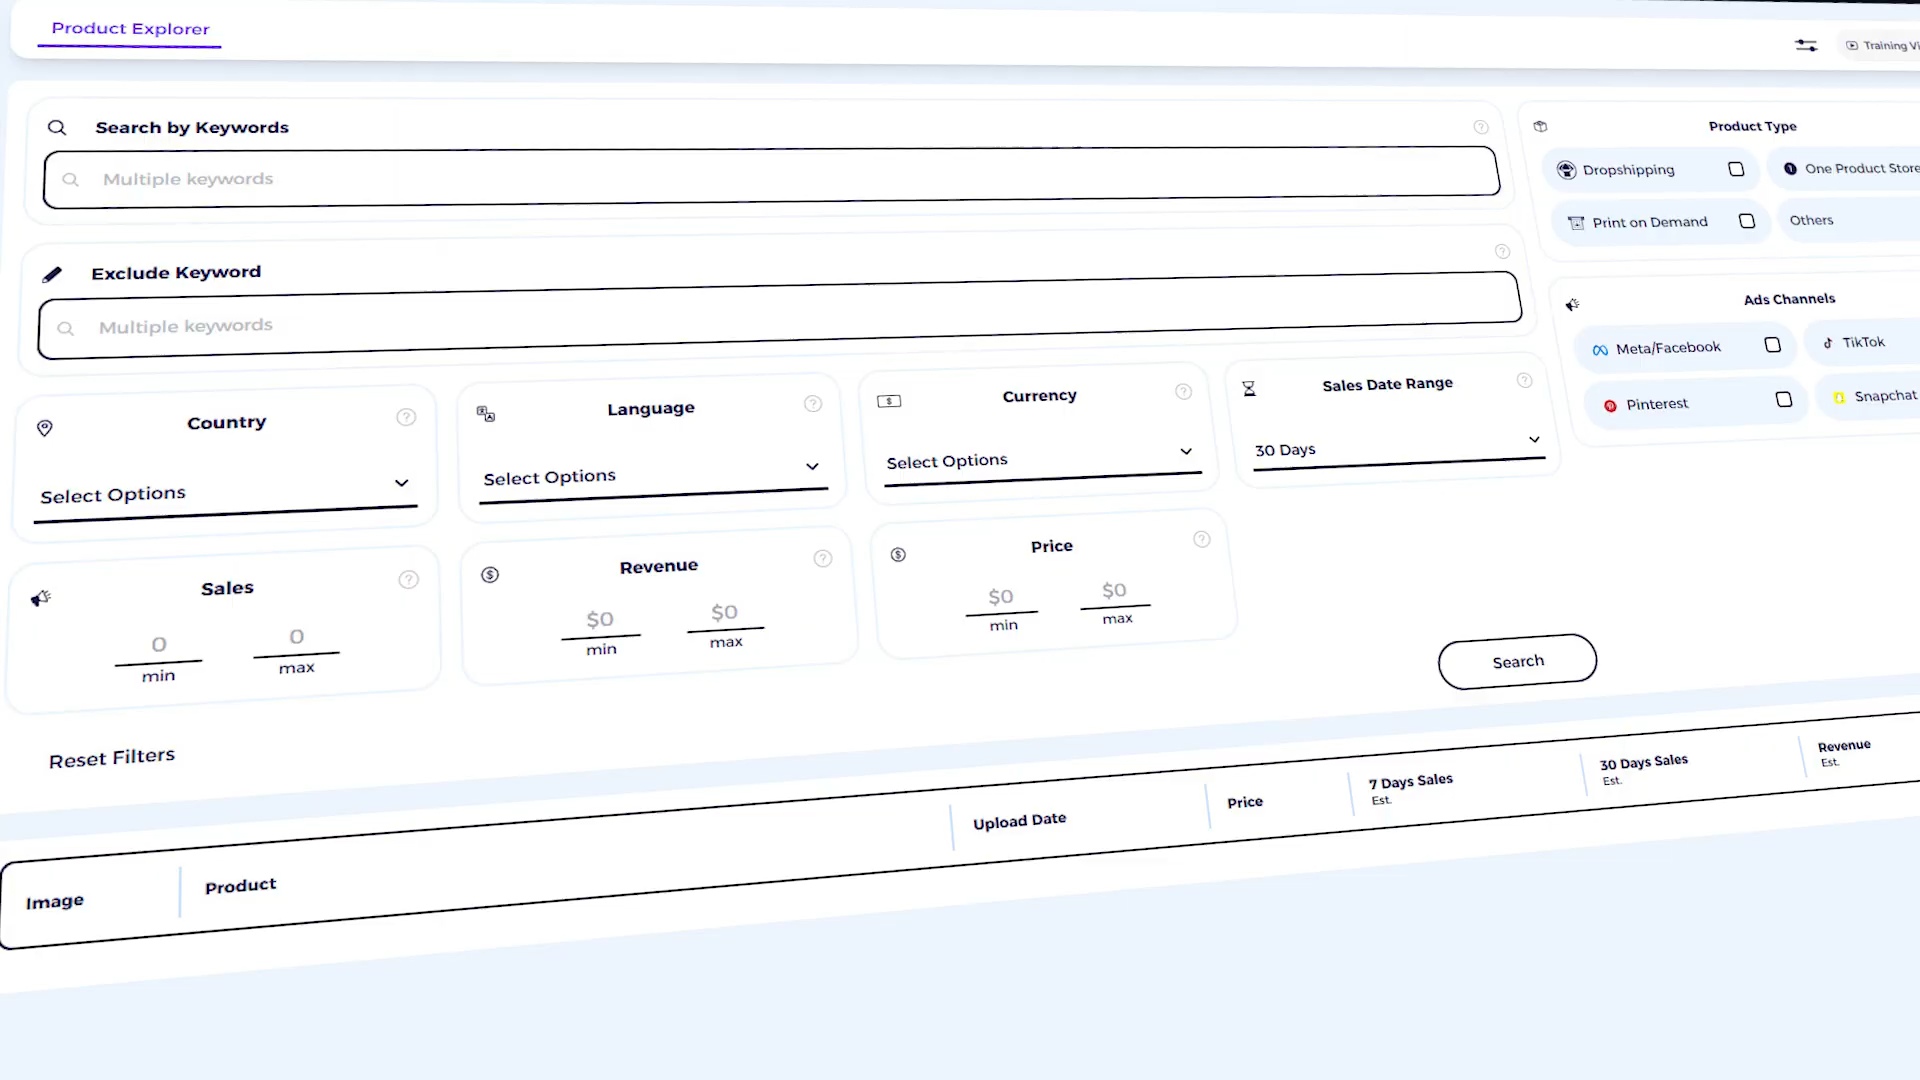 Product Explorer
Training Vi
Search by Keywords
Multiple keywords
Exclude Keyword
Multiple keywords
Product Type
Dropshipping
One Product Store
Print on Demand
Others
Ads Channels
Meta/Facebook
TikTok
Pinterest
Snapchat
Country
Select Options
Language
Select Options
Currency
Select Options
Sales Date Range
30 Days
Sales
0
0
min
max
Revenue
$0
$0
min
max
Price
$0
$0
min
max
Search
Reset Filters
Image
Product
Upload Date
Price
7 Days Sales
Est.
30 Days Sales
Est.
Revenue
Est.